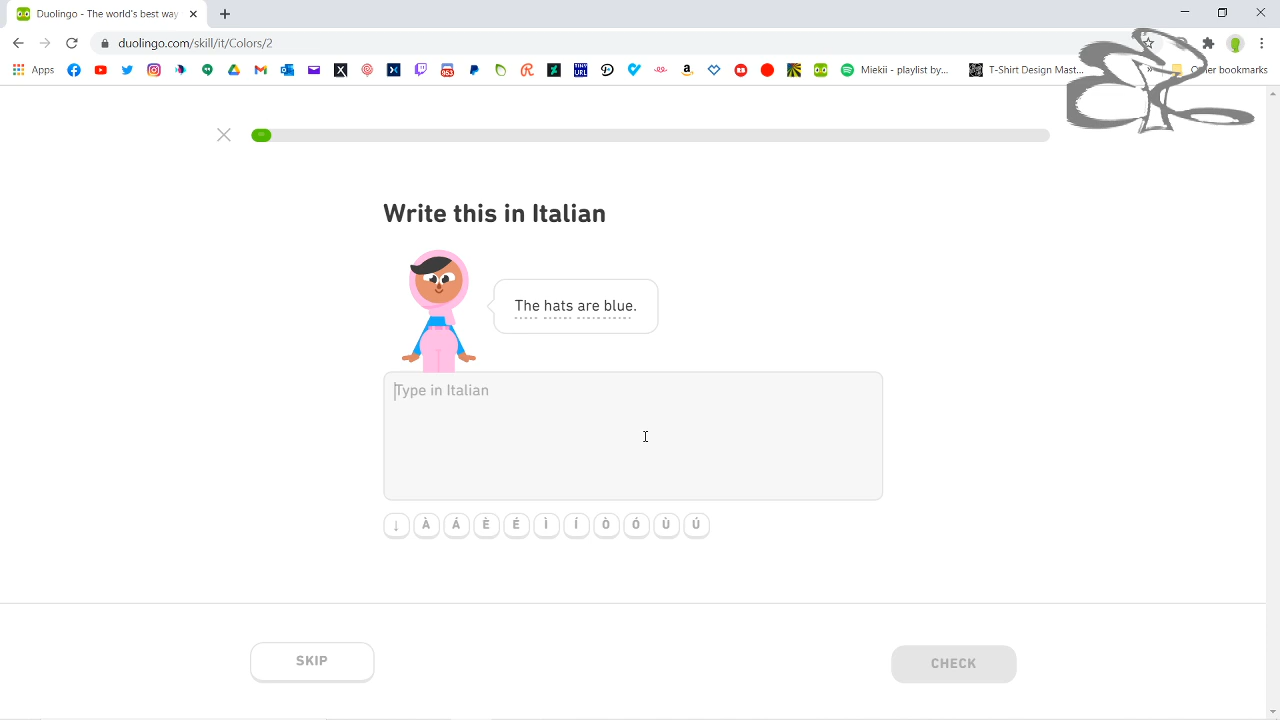 Duolingo - The world's best way
duolingo.com/skill/it/Colors/2
Apps
Miekii - playlist by...
T-Shirt Design Mast...
Other bookmarks
Write this in Italian
The hats are blue.
Type in Italian
↓ À Á È É Ì Í Ò Ó Ù Ú
SKIP
CHECK